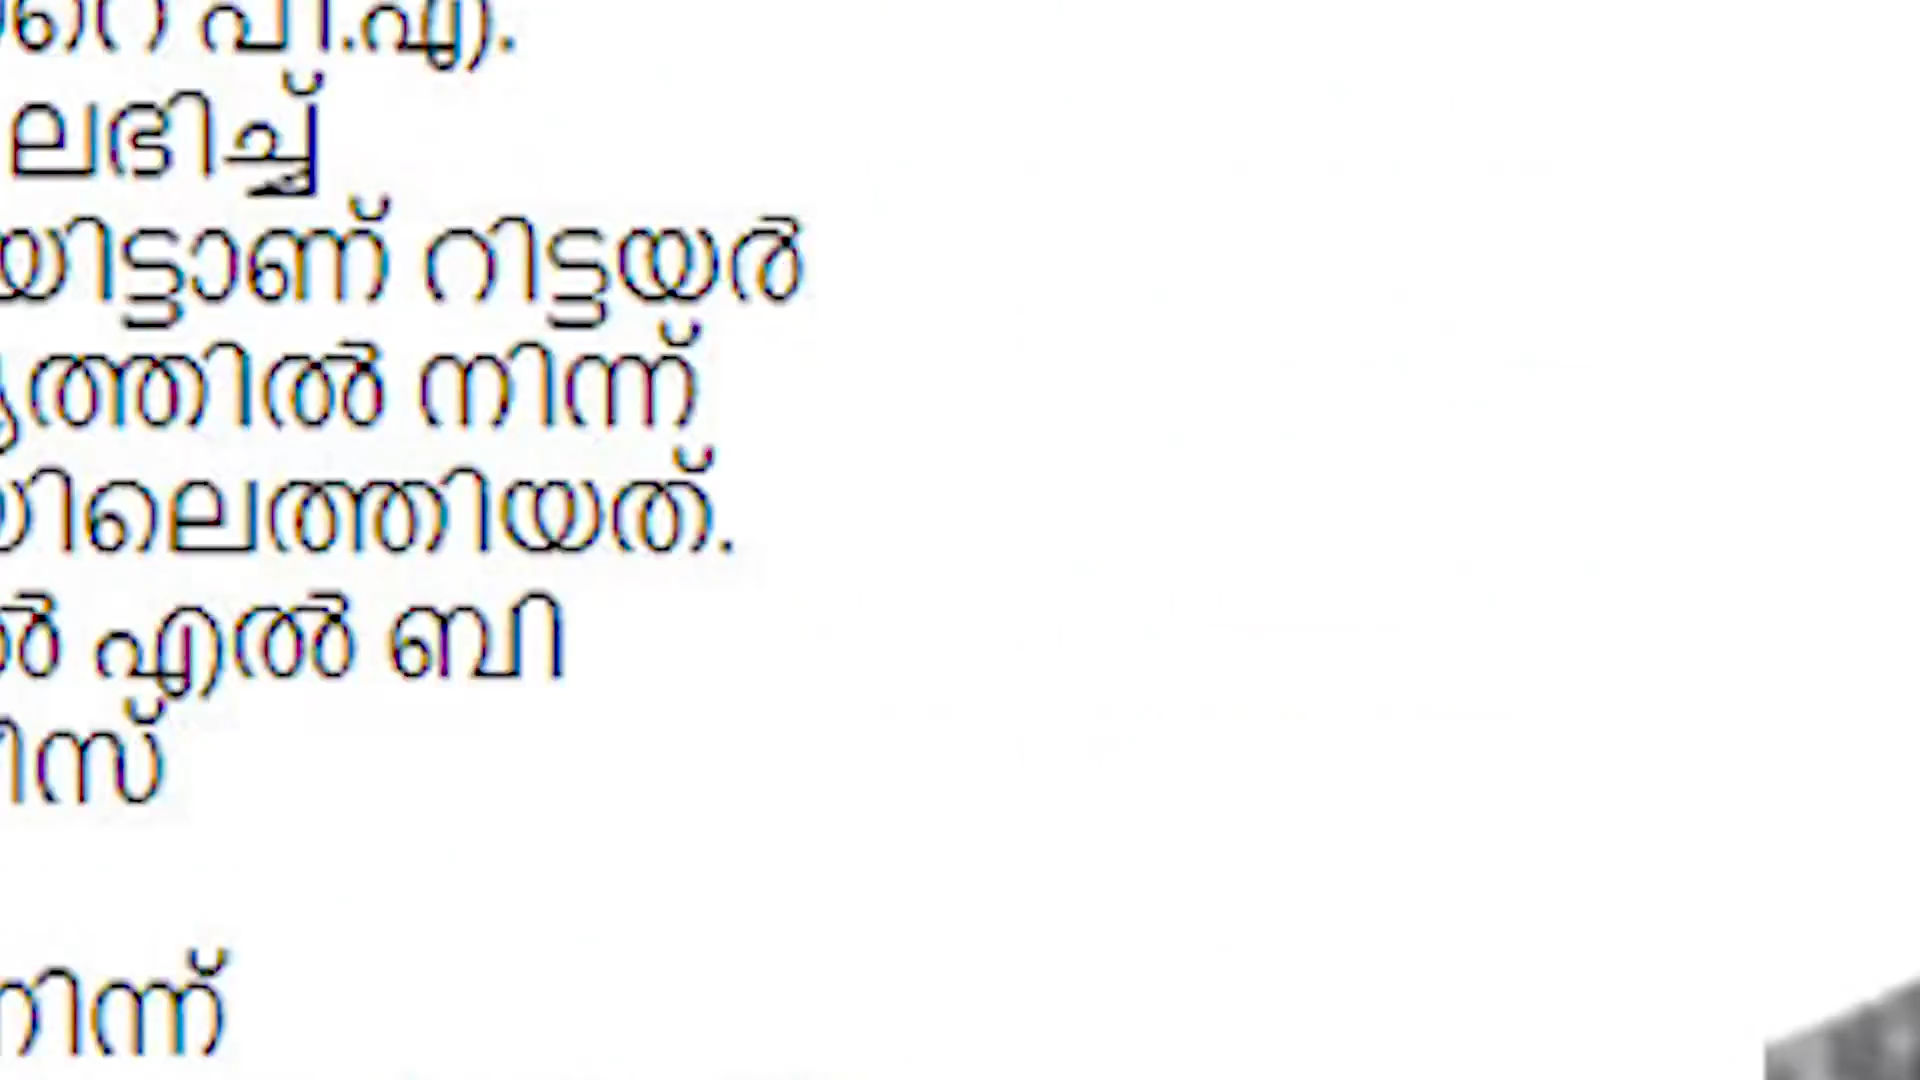 പി.എ).
ലഭിച്ച്
യിട്ടാണ് റിട്ടയർ
ത്തിൽ നിന്ന്
യിലെത്തിയത്.
ൽ എൽ ബി
സ്
നിന്ന്